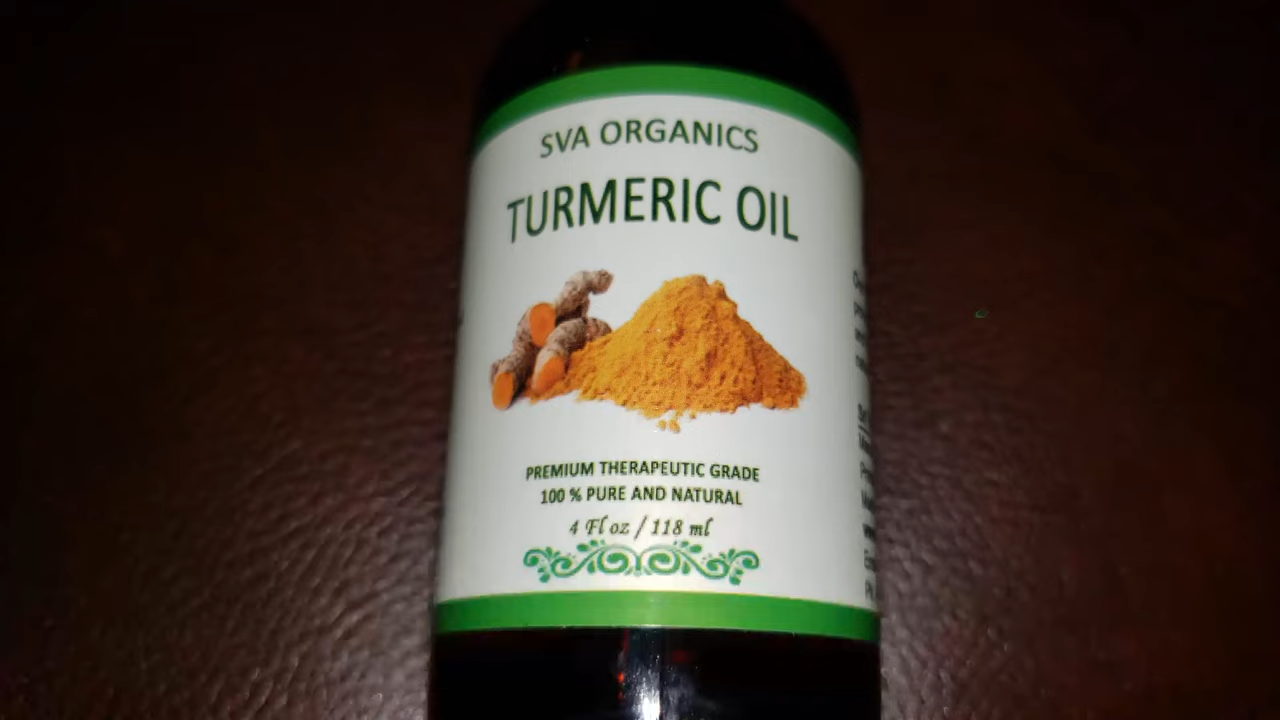 SVA ORGANICS
TURMERIC OIL
PREMIUM THERAPEUTIC GRADE
100 % PURE AND NATURAL
4 Fl oz / 118 ml